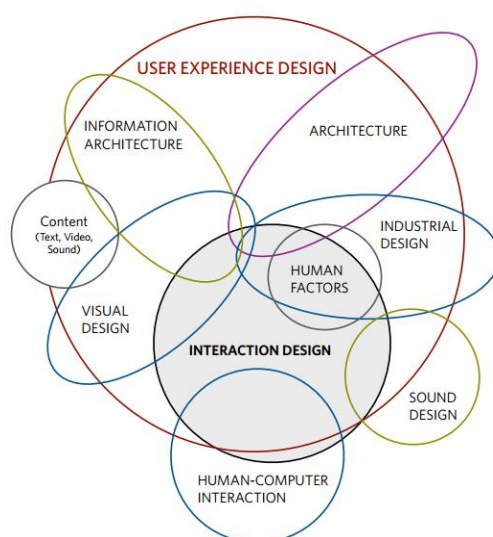 USER EXPERIENCE DESIGN
INFORMATION
ARCHITECTURE
ARCHITECTURE
Content
(Text, Video,
Sound)
INDUSTRIAL
DESIGN
HUMAN
FACTORS
VISUAL
DESIGN
INTERACTION DESIGN
SOUND
DESIGN
HUMAN-COMPUTER
INTERACTION